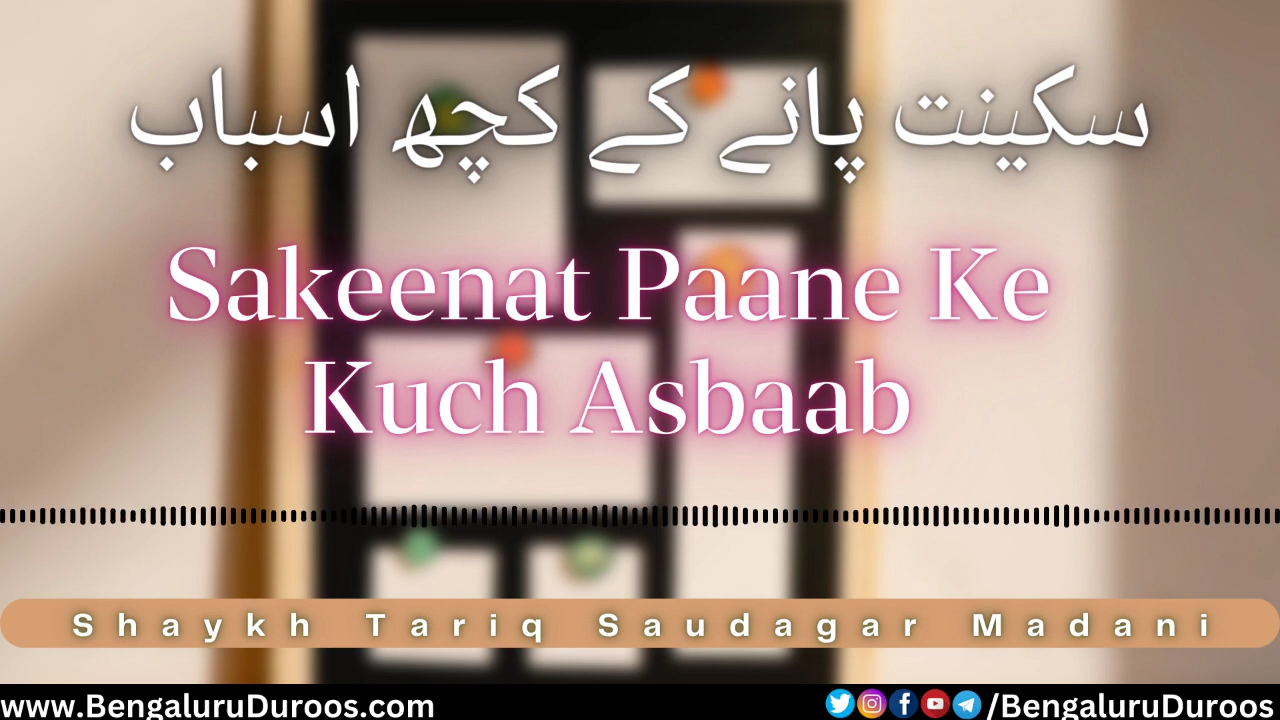 سکینت پانے کے کچھ اسباب
Sakeenat Paane Ke
Kuch Asbaab
Shaykh Tariq Saudagar Madani
www.BengaluruDuroos.com
/BengaluruDuroos